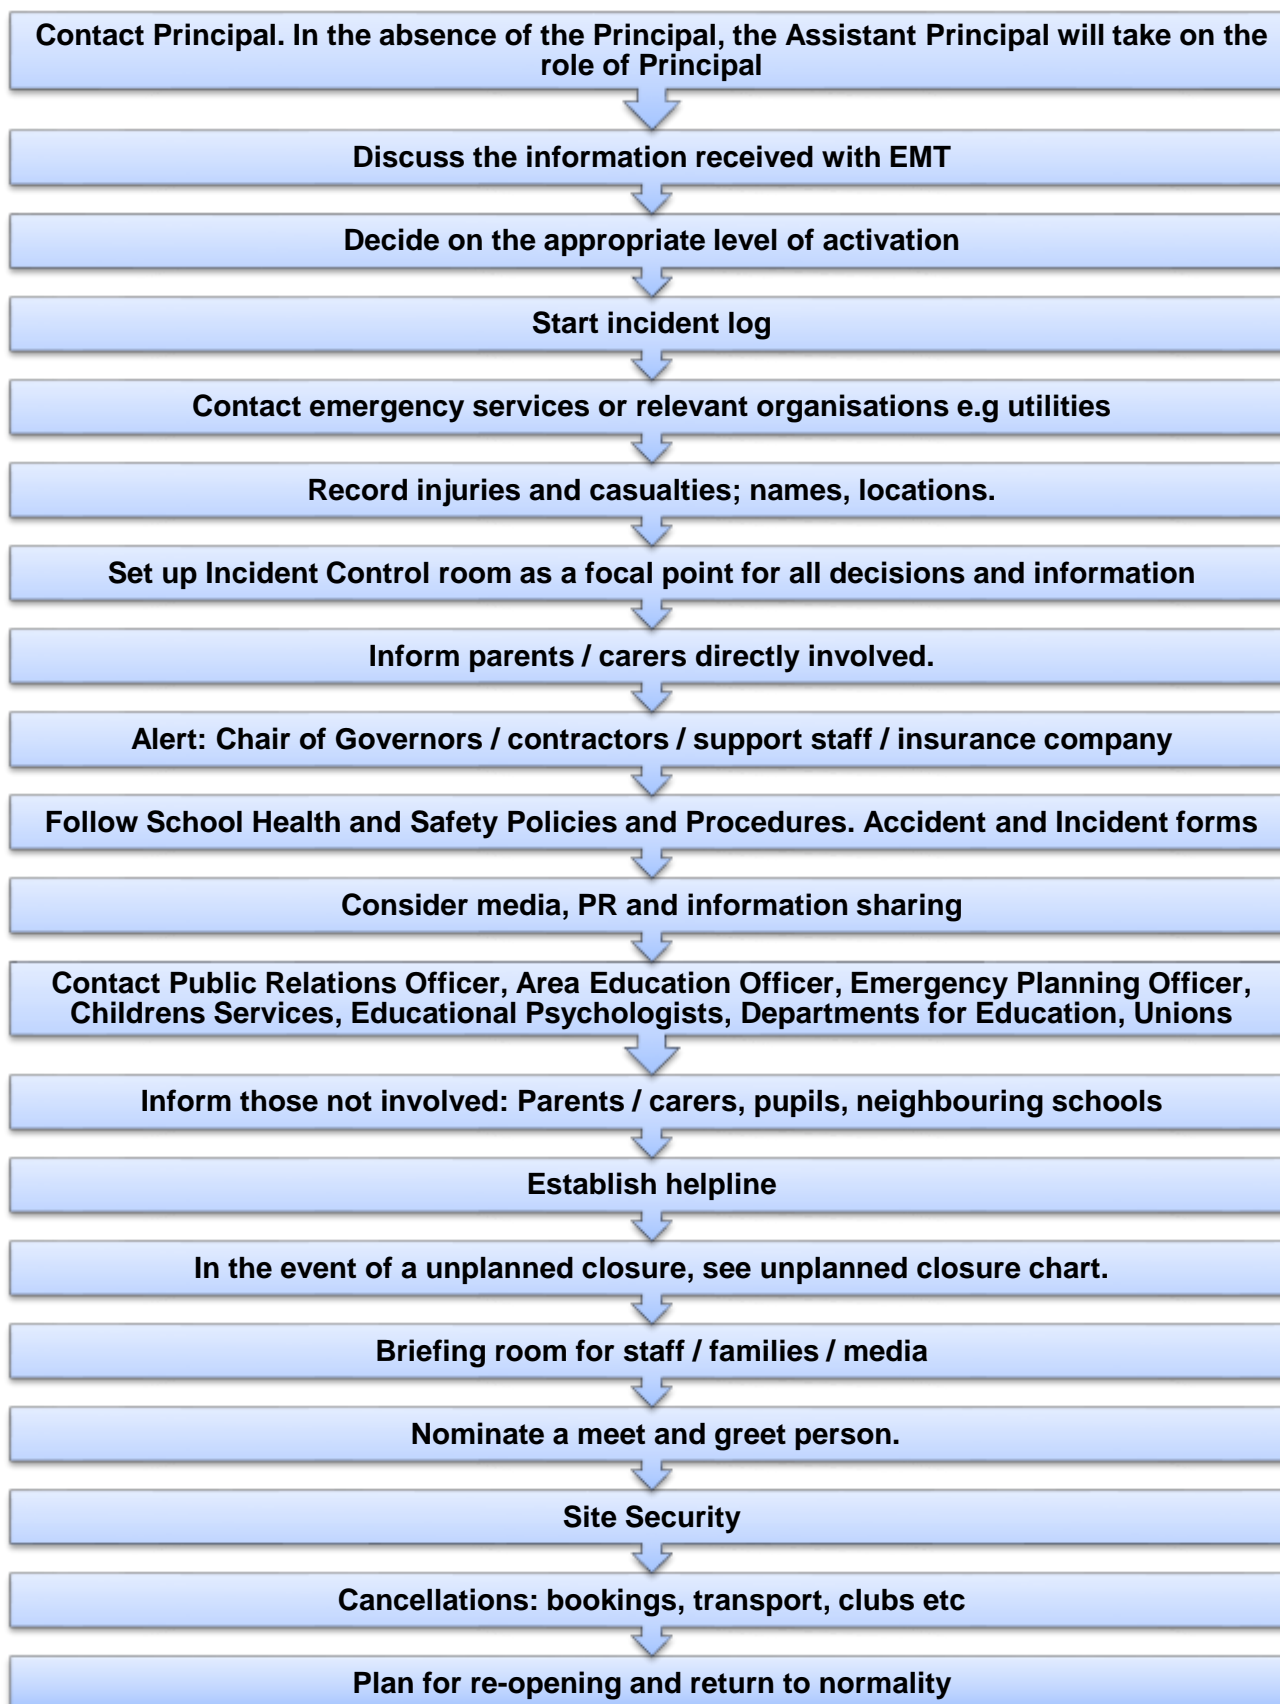 Contact Principal. In the absence of the Principal, the Assistant Principal will take on the
role of Principal
Discuss the information received with EMT
Decide on the appropriate level of activation
Start incident log
Contact emergency services or relevant organisations e.g utilities
Record injuries and casualties; names, locations.
Set up Incident Control room as a focal point for all decisions and information
Inform parents / carers directly involved.
Alert: Chair of Governors / contractors / support staff / insurance company
Follow School Health and Safety Policies and Procedures. Accident and Incident forms
Consider media, PR and information sharing
Contact Public Relations Officer, Area Education Officer, Emergency Planning Officer,
Childrens Services, Educational Psychologists, Departments for Education, Unions
Inform those not involved: Parents / carers, pupils, neighbouring schools
Establish helpline
In the event of a unplanned closure, see unplanned closure chart.
Briefing room for staff / families / media
Nominate a meet and greet person.
Site Security
Cancellations: bookings, transport, clubs etc
Plan for re-opening and return to normality